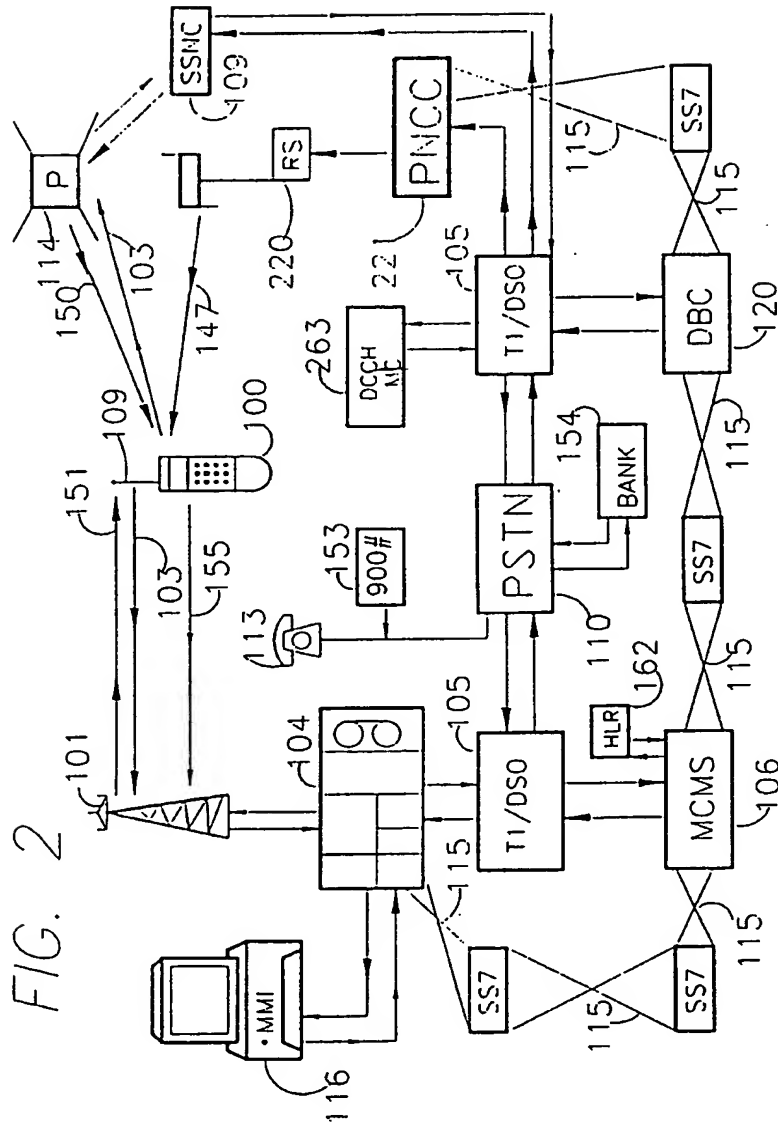 FIG. 2
101
151
109
103
155
100
150
114
P
103
147
SSNC
109
RS
220
PNCC
221
MMI
116
104
113
900#
153
DCCH
MC
263
105
T1/DSO
105
T1/DSO
PSTN
110
BANK
154
115
SS7
115
SS7
115
MCMS
106
HLR
162
115
SS7
115
DBC
120
115
SS7
115